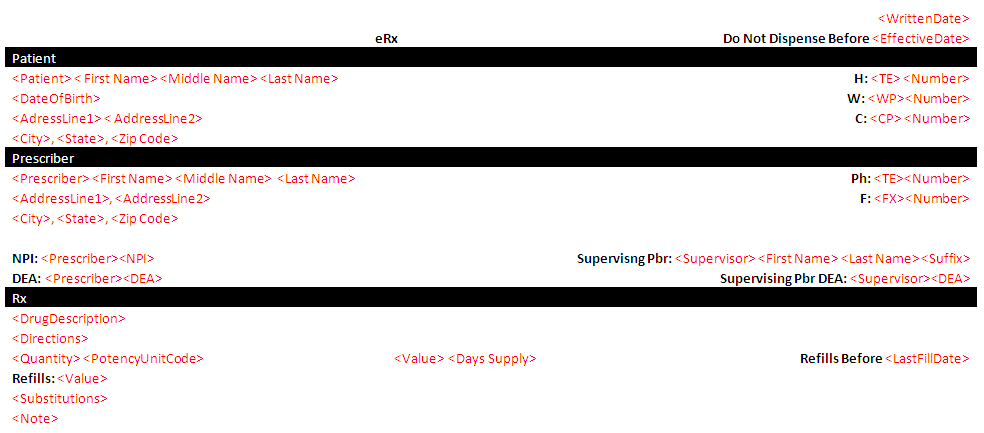 <WrittenDate>
eRx Do Not Dispense Before <EffectiveDate>
Patient
<Patient> < First Name> <Middle Name> <Last Name> H: <TE> <Number>
<DateOfBirth> W: <WP><Number>
<AdressLine1> < AddressLine2> C: <CP> <Number>
<City>, <State>, <Zip Code>
Prescriber
<Prescriber> <First Name> <Middle Name> <Last Name> Ph: <TE><Number>
<AddressLine1>, <AddressLine2> F: <FX><Number>
<City>, <State>, <Zip Code>
NPI: <Prescriber><NPI> Supervisng Pbr: <Supervisor> <First Name> <Last Name> <Suffix>
DEA: <Prescriber><DEA> Supervising Pbr DEA: <Supervisor><DEA>
Rx
<DrugDescription>
<Directions>
<Quantity> <PotencyUnitCode> <Value> <Days Supply> Refills Before <LastFillDate>
Refills: <Value>
<Substitutions>
<Note>